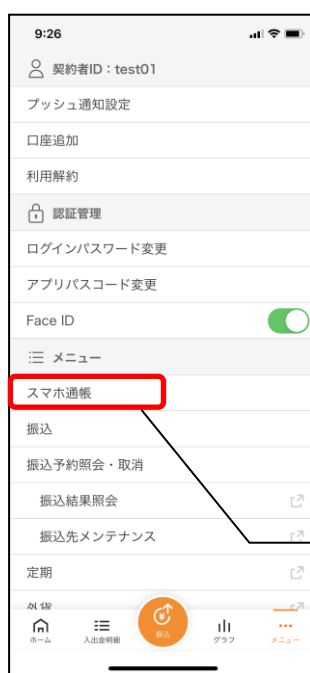 9:26
契約者ID：test01
プッシュ通知設定
口座追加
利用解約
認証管理
ログインパスワード変更
アプリパスコード変更
Face ID
メニュー
スマホ通帳
振込
振込予約照会・取消
振込結果照会
振込先メンテナンス
定期
外貨
ホーム
入出金明細
振込
グラフ
メニュー